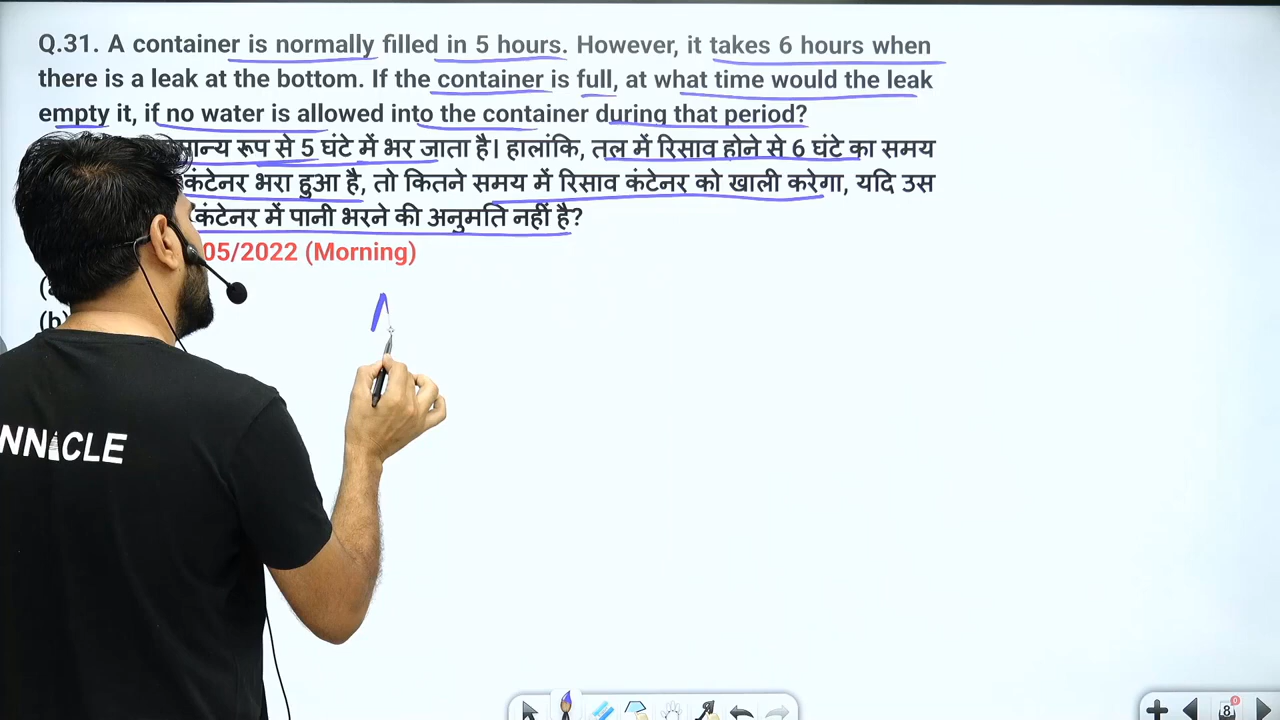 Q.31. A container is normally filled in 5 hours. However, it takes 6 hours when
there is a leak at the bottom. If the container is full, at what time would the leak
empty it, if no water is allowed into the container during that period?
रूप से 5 घंटे में भर जाता है। हालांकि, तल में रिसाव होने से 6 घंटे का समय
कंटेनर भरा हुआ है, तो कितने समय में रिसाव कंटेनर को खाली करेगा, यदि उस
कंटेनर में पानी भरने की अनुमति नहीं है?
05/2022 (Morning)
(b)
NNACLE
8